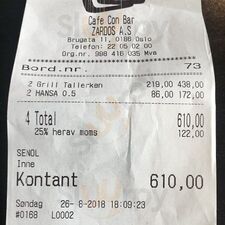 Cafe Con Bar
ZARDOS A.S
Brugata 11, 0186 Oslo
Telefon: 22 05 02 00
Org.nr. 998 416 035 Mva
Bord.nr. 73
2 Grill Tallerken 219,00 438,00
2 HANSA 0.5 86,00 172,00
4 Total 610,00
25% herav moms 122,00
SENOL
Inne
Kontant 610,00
Søndag 26- 8-2018 18:09:23
#0168 L0002